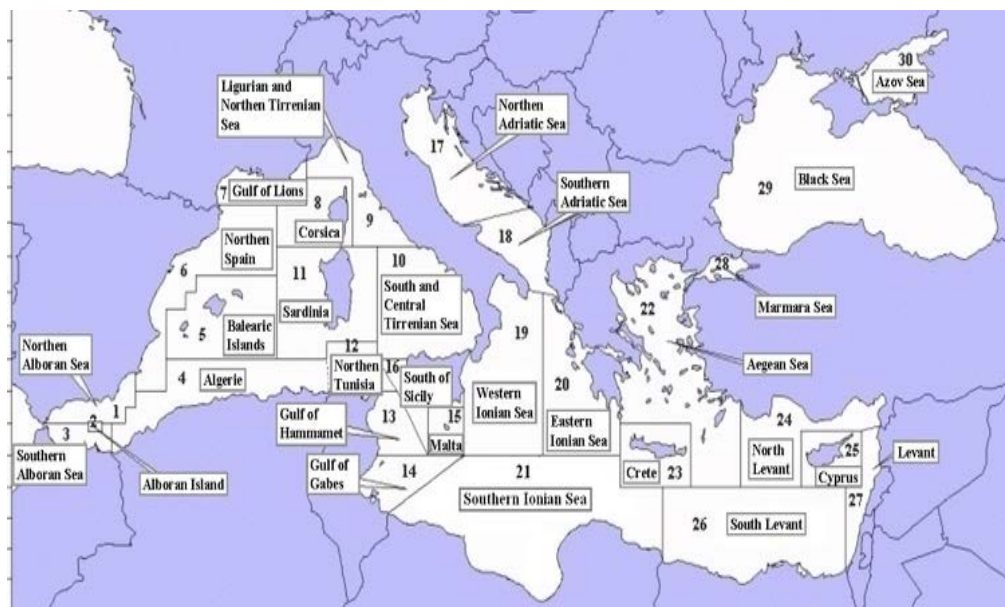 Ligurian and
Northen Tirrenian
Sea
Northen
Adriatic Sea
30
Azov Sea
17
7
Gulf of Lions
8
Corsica
9
Southern
Adriatic Sea
18
29
Black Sea
Northen
Spain
6
11
Sardinia
10
South and
Central
Tirrenian Sea
28
Marmara Sea
22
Aegean Sea
5
Balearic
Islands
19
Western
Ionian Sea
20
Eastern
Ionian Sea
Northen
Alboran Sea
4
Algerie
12
Northen
Tunisia
16
South of
Sicily
1
2
3
Southern
Alboran Sea
Alboran Island
Gulf of
Hammamet
13
15
Malta
Gulf of
Gabes
14
21
Southern Ionian Sea
Crete
23
24
North
Levant
25
Cyprus
Levant
27
26
South Levant